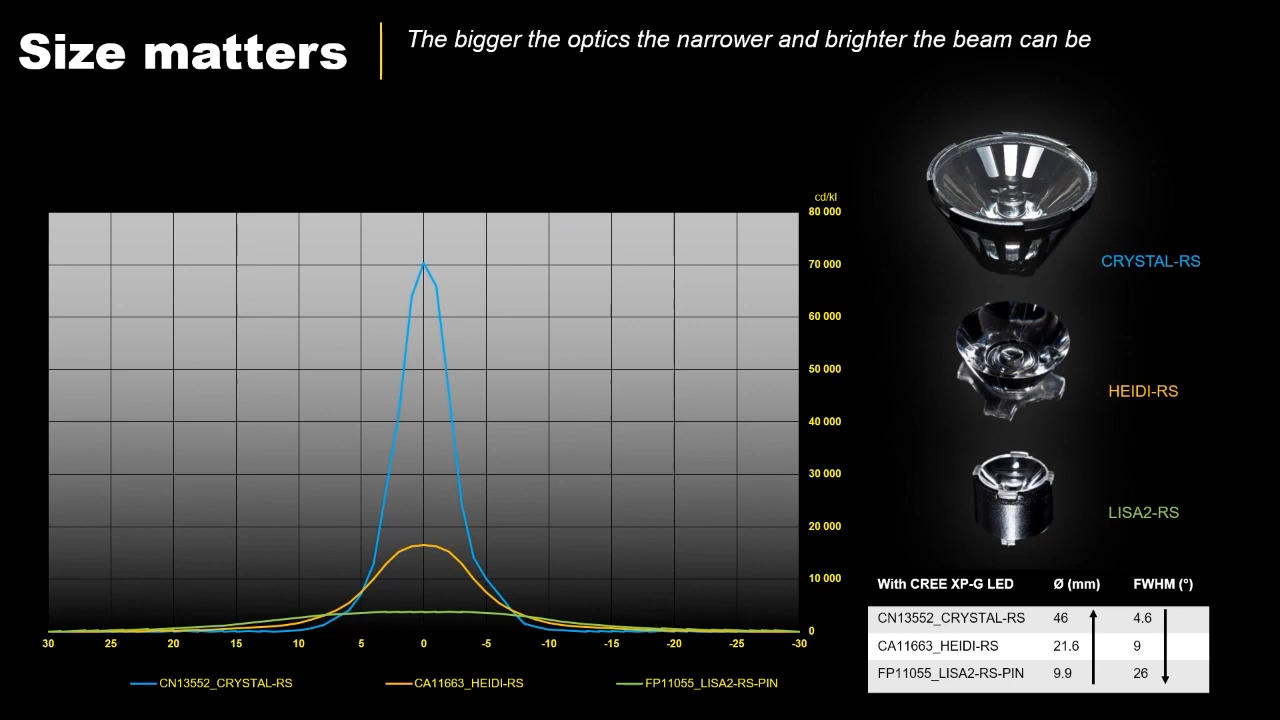 Size matters
The bigger the optics the narrower and brighter the beam can be
cd/kl
80 000
70 000
60 000
50 000
40 000
30 000
20 000
10 000
0
30 25 20 15 10 5 0 -5 -10 -15 -20 -25 -30
CN13552_CRYSTAL-RS CA11663_HEIDI-RS FP11055_LISA2-RS-PIN
CRYSTAL-RS
HEIDI-RS
LISA2-RS
With CREE XP-G LED Ø (mm) FWHM (°)
CN13552_CRYSTAL-RS 46 4.6
CA11663_HEIDI-RS 21.6 9
FP11055_LISA2-RS-PIN 9.9 26